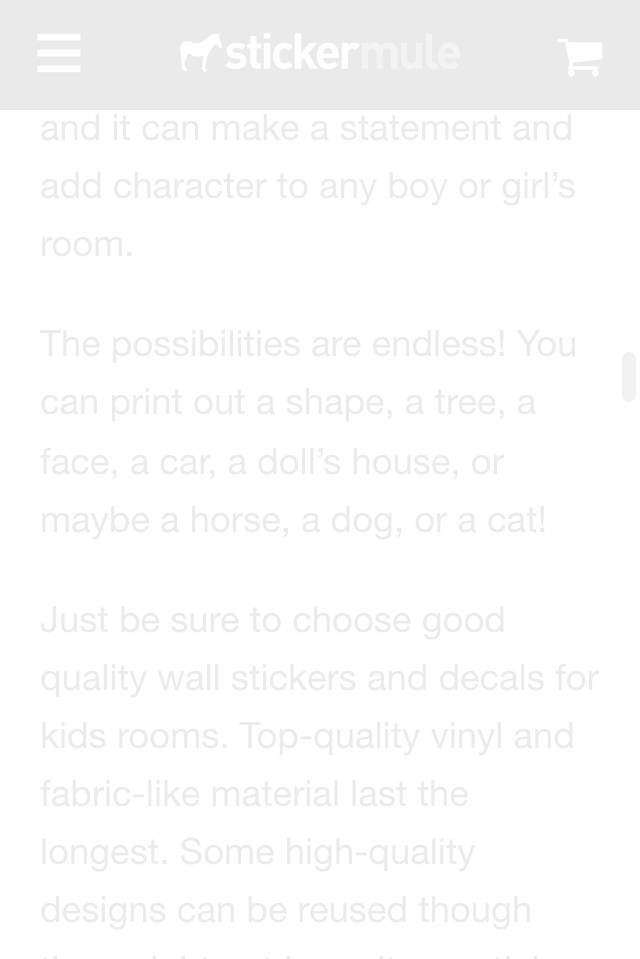 stickermule
and it can make a statement and
add character to any boy or girl’s
room.
The possibilities are endless! You
can print out a shape, a tree, a
face, a car, a doll’s house, or
maybe a horse, a dog, or a cat!
Just be sure to choose good
quality wall stickers and decals for
kids rooms. Top-quality vinyl and
fabric-like material last the
longest. Some high-quality
designs can be reused though